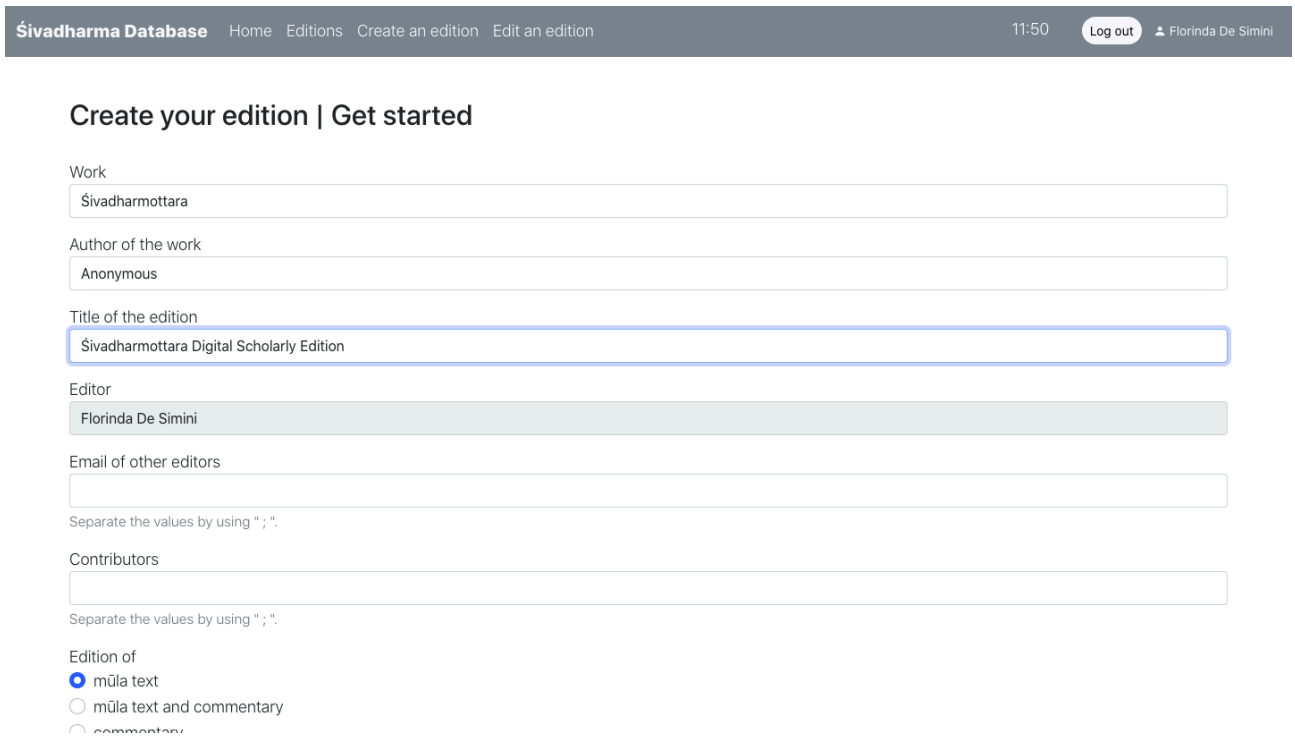 Śivadharma Database Home Editions Create an edition Edit an edition 11:50 Log out Florinda De Simini
Create your edition | Get started
Work
Śivadharmottara
Author of the work
Anonymous
Title of the edition
Śivadharmottara Digital Scholarly Edition
Editor
Florinda De Simini
Email of other editors
Separate the values by using " ; ".
Contributors
Separate the values by using " ; ".
Edition of
mūla text
mūla text and commentary
commentary